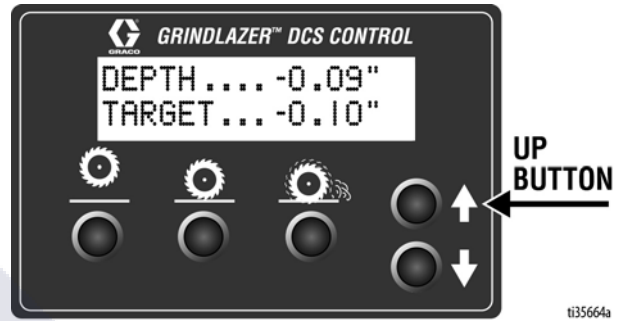 GRACO
GRINDLAZER™ DCS CONTROL
DEPTH....-0.09"
TARGET...-0.10"
UP
BUTTON
ti35664a